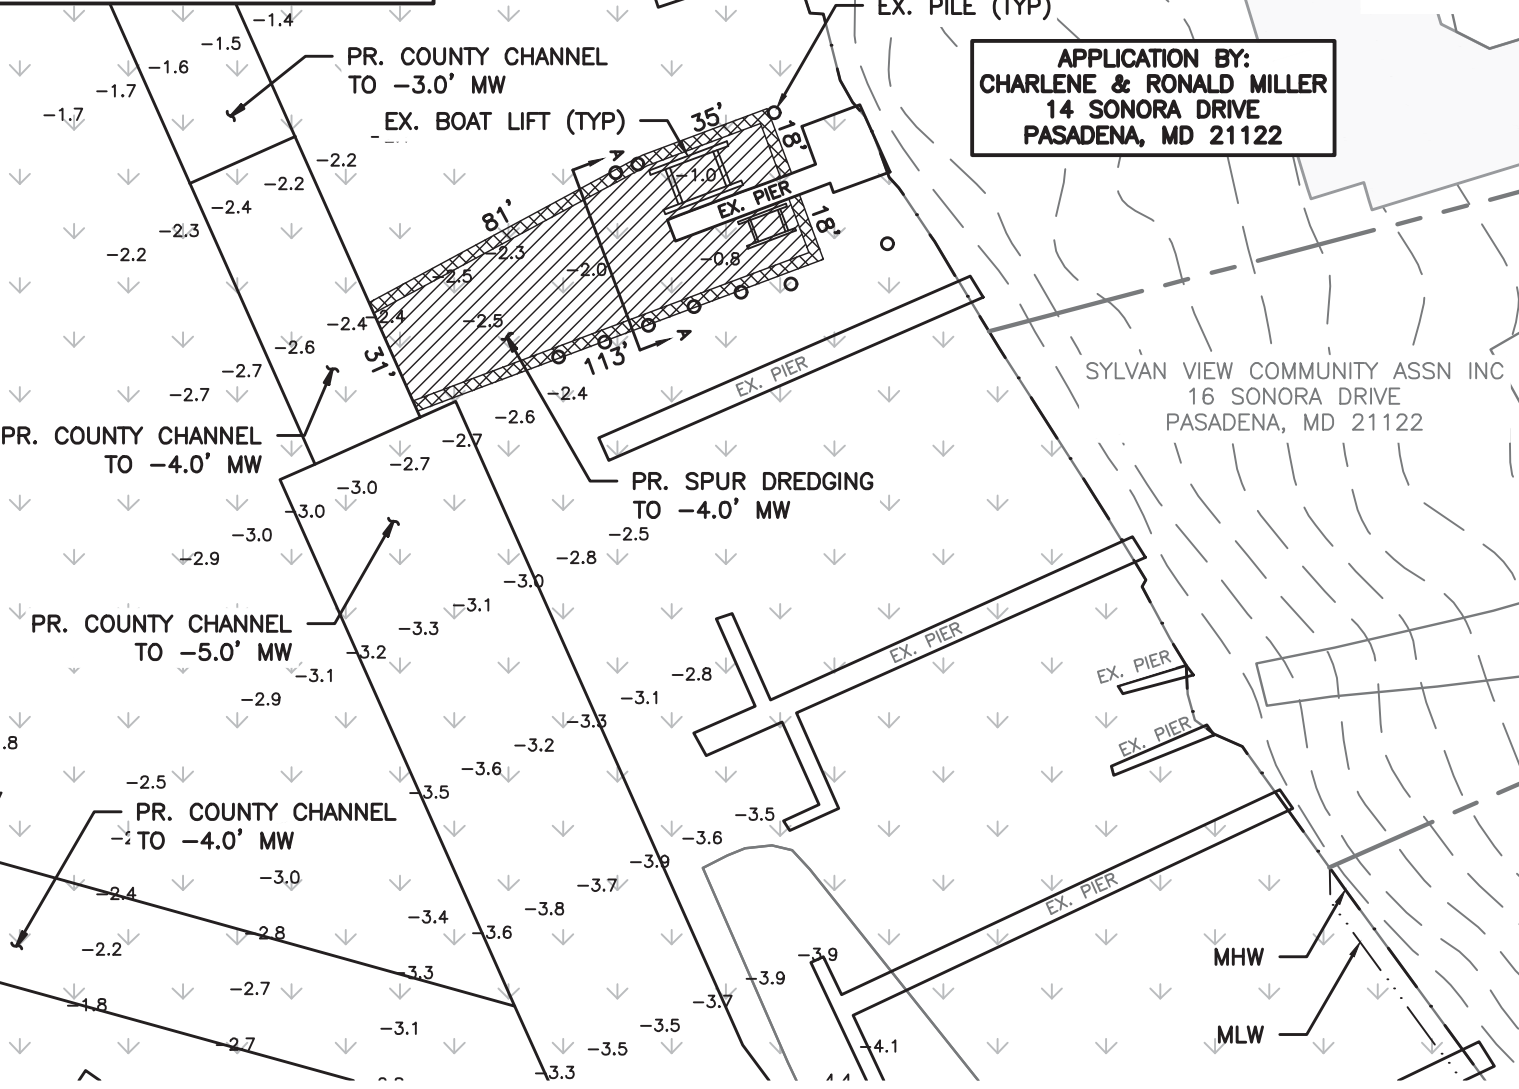 EX. PILE (TYP)
APPLICATION BY:
CHARLENE & RONALD MILLER
14 SONORA DRIVE
PASADENA, MD 21122
-1.4
-1.5
-1.6
-1.7
-1.7
PR. COUNTY CHANNEL
TO -3.0' MW
EX. BOAT LIFT (TYP)
35'
18'
18'
A
-1.0
EX. PIER
81'
-2.2
-2.2
-2.4
-2.3
-2.2
-2.3
-2.5
-2.0
-0.8
-2.4
-2.4
-2.5
31'
113'
A
-2.6
-2.7
-2.7
EX. PIER
SYLVAN VIEW COMMUNITY ASSN INC
16 SONORA DRIVE
PASADENA, MD 21122
-2.4
-2.6
-2.7
-2.7
PR. COUNTY CHANNEL
TO -4.0' MW
PR. SPUR DREDGING
TO -4.0' MW
-3.0
-3.0
-3.0
-2.9
-2.5
-2.8
-3.0
-3.1
-3.3
-3.2
-3.1
-2.9
PR. COUNTY CHANNEL
TO -5.0' MW
EX. PIER
EX. PIER
EX. PIER
-2.8
-3.1
-3.3
-3.2
-3.6
-3.5
.8
-2.5
PR. COUNTY CHANNEL
TO -4.0' MW
-3.5
-3.6
-3.9
-3.7
-3.8
-3.6
-3.4
-3.3
-3.0
-2.4
-2.8
-2.2
-2.7
-1.8
-2.7
-3.1
EX. PIER
-3.9
-3.9
-3.7
-3.5
-3.5
-3.3
-4.1
MHW
MLW